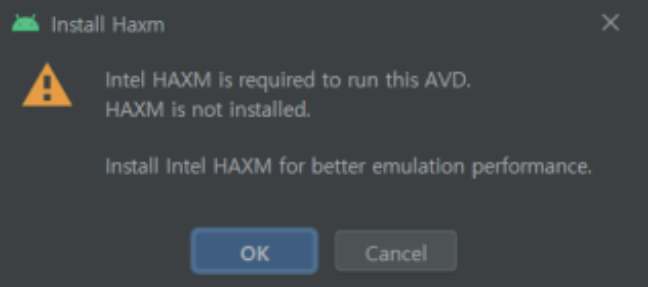 Install Haxm
Intel HAXM is required to run this AVD.
HAXM is not installed.
Install Intel HAXM for better emulation performance.
OK
Cancel